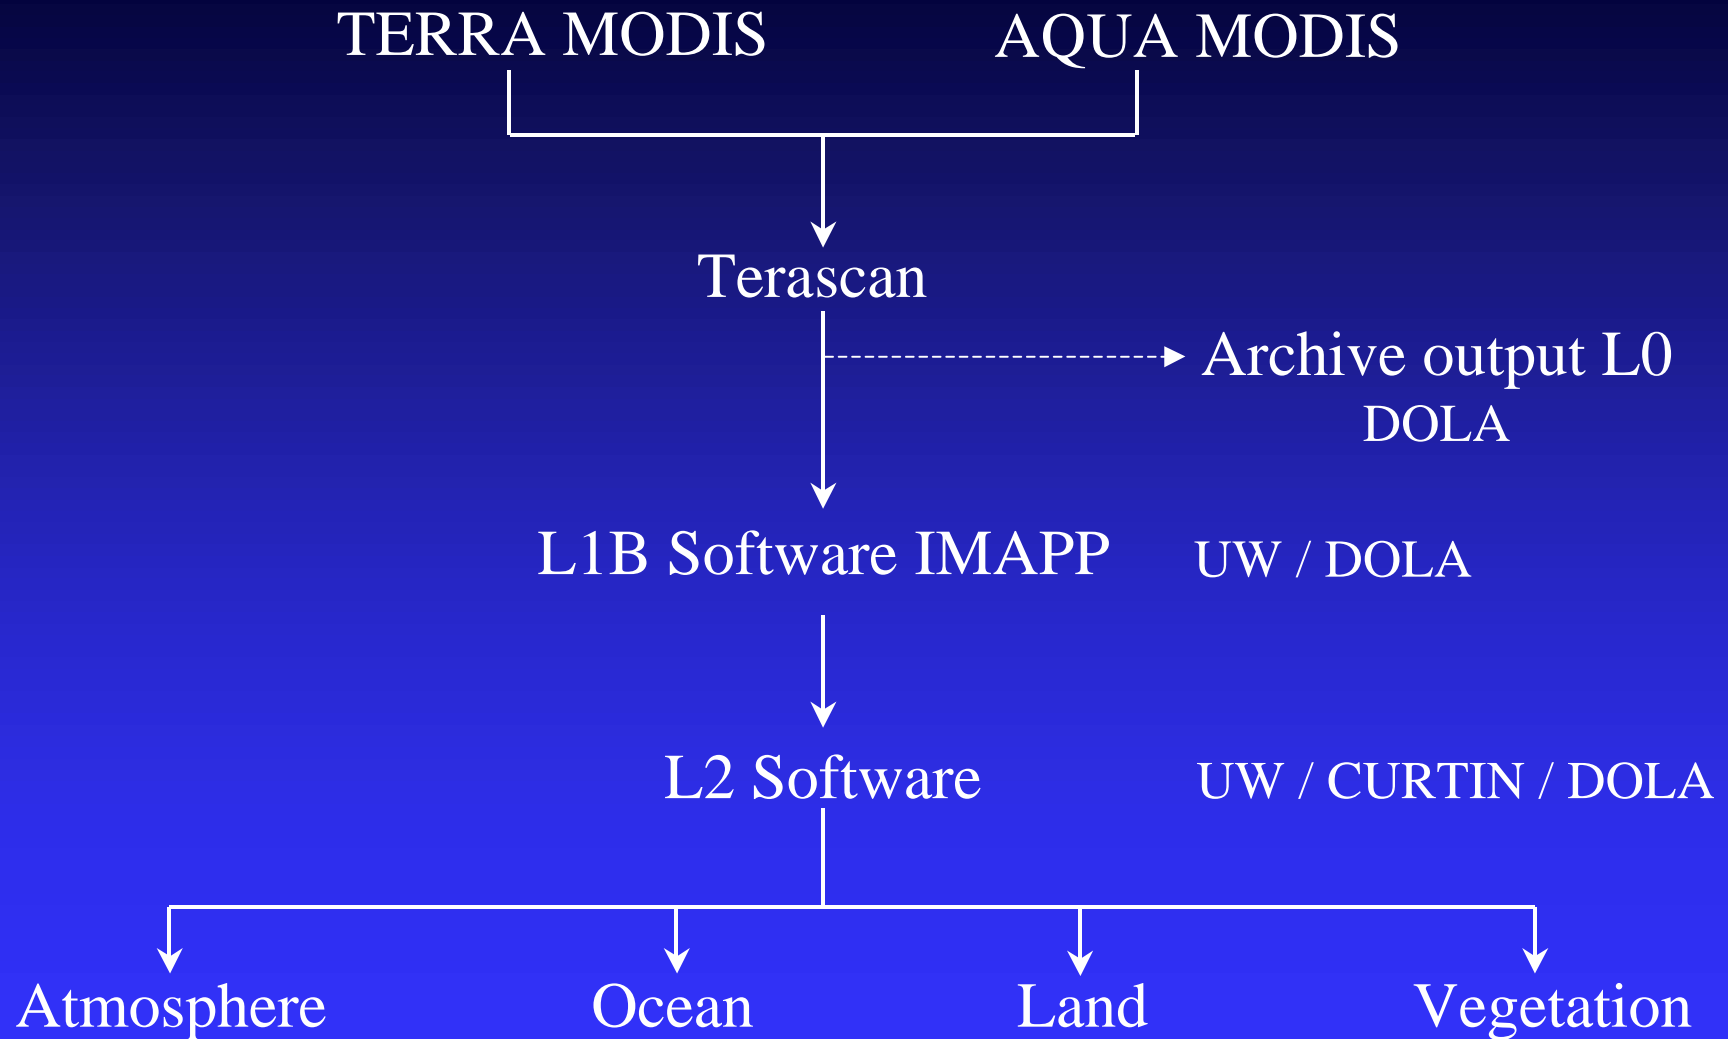 TERRA MODIS AQUA MODIS
Terascan
Archive output L0
DOLA
L1B Software IMAPP UW / DOLA
L2 Software UW / CURTIN / DOLA
Atmosphere Ocean Land Vegetation